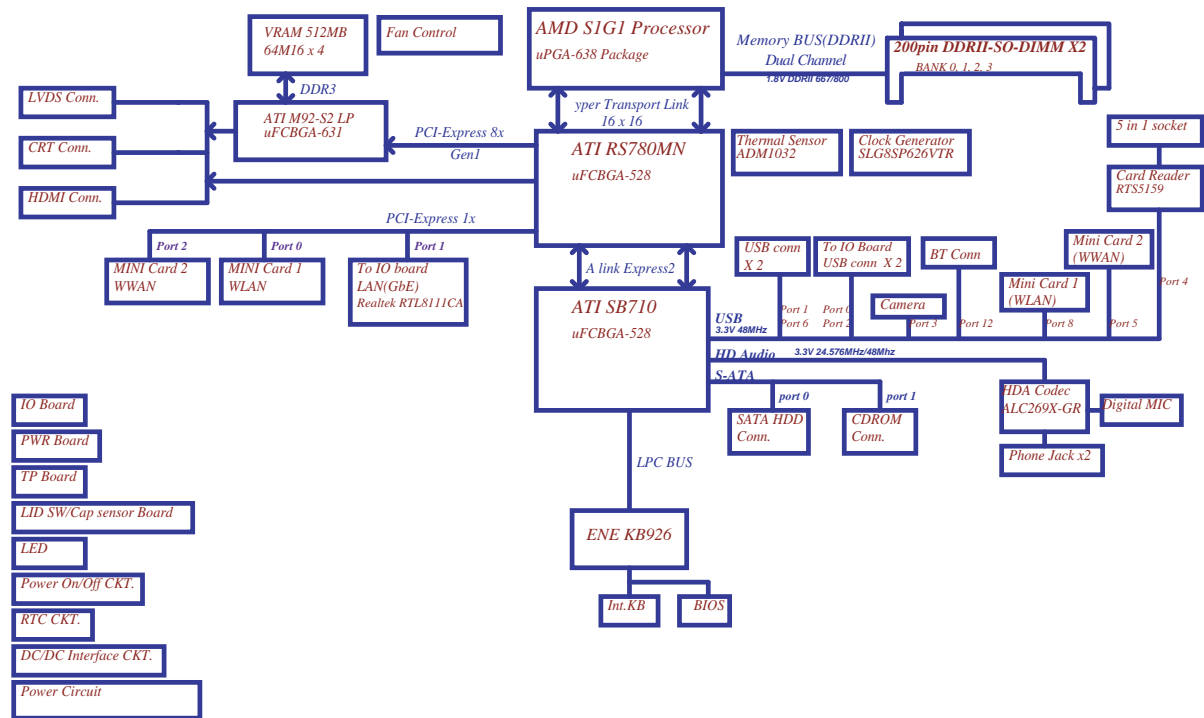 VRAM 512MB
64M16 x 4
Fan Control
AMD S1G1 Processor
uPGA-638 Package
Memory BUS(DDRII)
Dual Channel
1.8V DDRII 667/800
200pin DDRII-SO-DIMM X2
BANK 0, 1, 2, 3
DDR3
LVDS Conn.
CRT Conn.
HDMI Conn.
ATI M92-S2 LP
uFCBGA-631
PCI-Express 8x
Gen1
yper Transport Link
16 x 16
ATI RS780MN
uFCBGA-528
Thermal Sensor
ADM1032
Clock Generator
SLG8SP626VTR
5 in 1 socket
Card Reader
RTS5159
PCI-Express 1x
Port 2
Port 0
Port 1
MINI Card 2
WWAN
MINI Card 1
WLAN
To IO board
LAN(GbE)
Realtek RTL8111CA
A link Express2
ATI SB710
uFCBGA-528
USB conn
X 2
To IO Board
USB conn X 2
BT Conn
Camera
Mini Card 1
(WLAN)
Mini Card 2
(WWAN)
Port 4
Port 1
Port 6
Port 0
Port 2
Port 3
Port 12
Port 8
Port 5
USB
3.3V 48MHz
HD Audio
3.3V 24.576MHz/48Mhz
S-ATA
port 0
port 1
SATA HDD
Conn.
CDROM
Conn.
HDA Codec
ALC269X-GR
Digital MIC
Phone Jack x2
LPC BUS
ENE KB926
Int.KB
BIOS
IO Board
PWR Board
TP Board
LID SW/Cap sensor Board
LED
Power On/Off CKT.
RTC CKT.
DC/DC Interface CKT.
Power Circuit